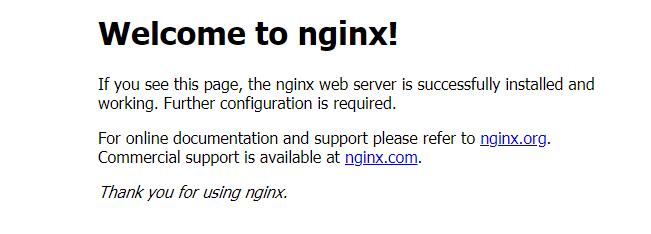 Welcome to nginx!
If you see this page, the nginx web server is successfully installed and
working. Further configuration is required.
For online documentation and support please refer to nginx.org.
Commercial support is available at nginx.com.
Thank you for using nginx.